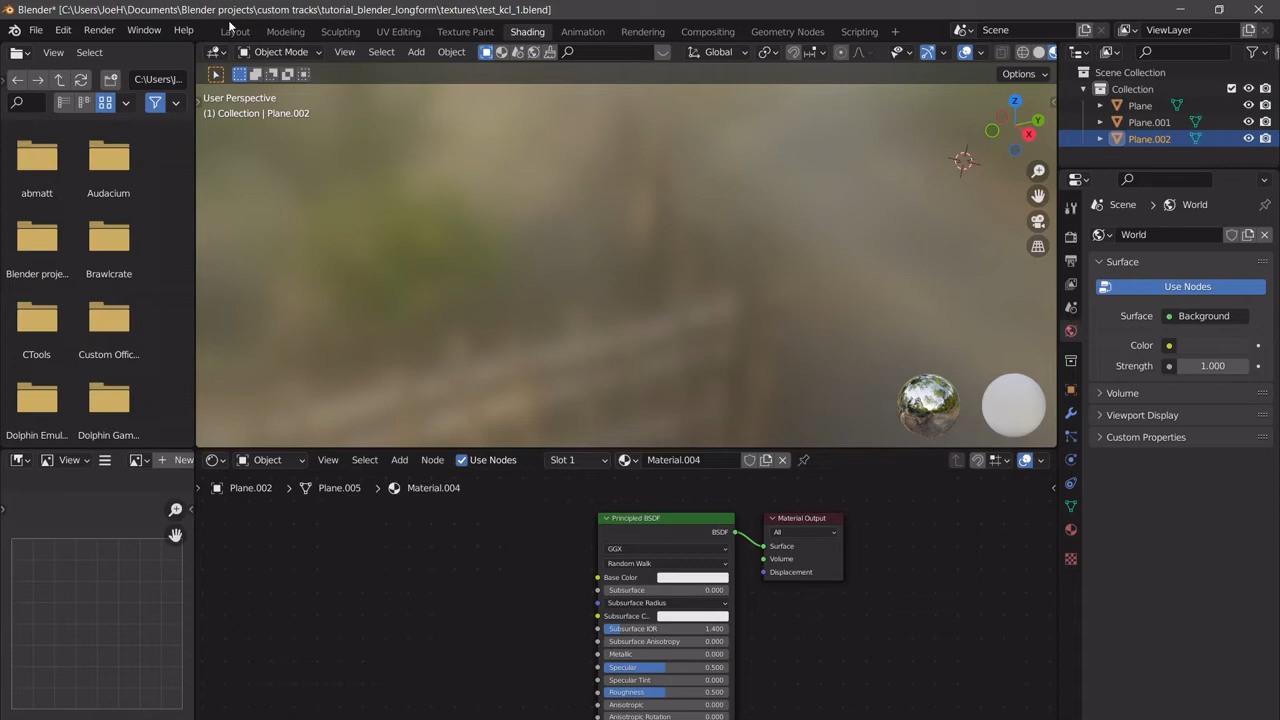 Blender* [C:\Users\JoeH\Documents\Blender projects\custom tracks\tutorial_blender_longform\textures\test_kcl_1.blend]
File Edit Render Window Help Layout Modeling Sculpting UV Editing Texture Paint Shading Animation Rendering Compositing Geometry Nodes Scripting + Scene ViewLayer
View Select Object Mode View Select Add Object Global
Options
C:\Users\J...
User Perspective
(1) Collection | Plane.002
Scene Collection
Collection
Plane
Plane.001
Plane.002
abmatt Audacium
Blender proje... Brawlcrate
CTools Custom Offic...
Dolphin Emul... Dolphin Gam...
Scene World
World
Surface
Use Nodes
Surface Background
Color
Strength 1.000
Volume
Viewport Display
Custom Properties
View New Object View Select Add Node Use Nodes Slot 1 Material.004
Plane.002 Plane.005 Material.004
Principled BSDF
BSDF
GGX
Random Walk
Base Color
Subsurface 0.000
Subsurface Radius
Subsurface C..
Subsurface IOR 1.400
Subsurface Anisotropy 0.000
Metallic 0.000
Specular 0.500
Specular Tint 0.000
Roughness 0.500
Anisotropic 0.000
Anisotropic Rotation 0.000
Material Output
All
Surface
Volume
Displacement
X
Y
Z